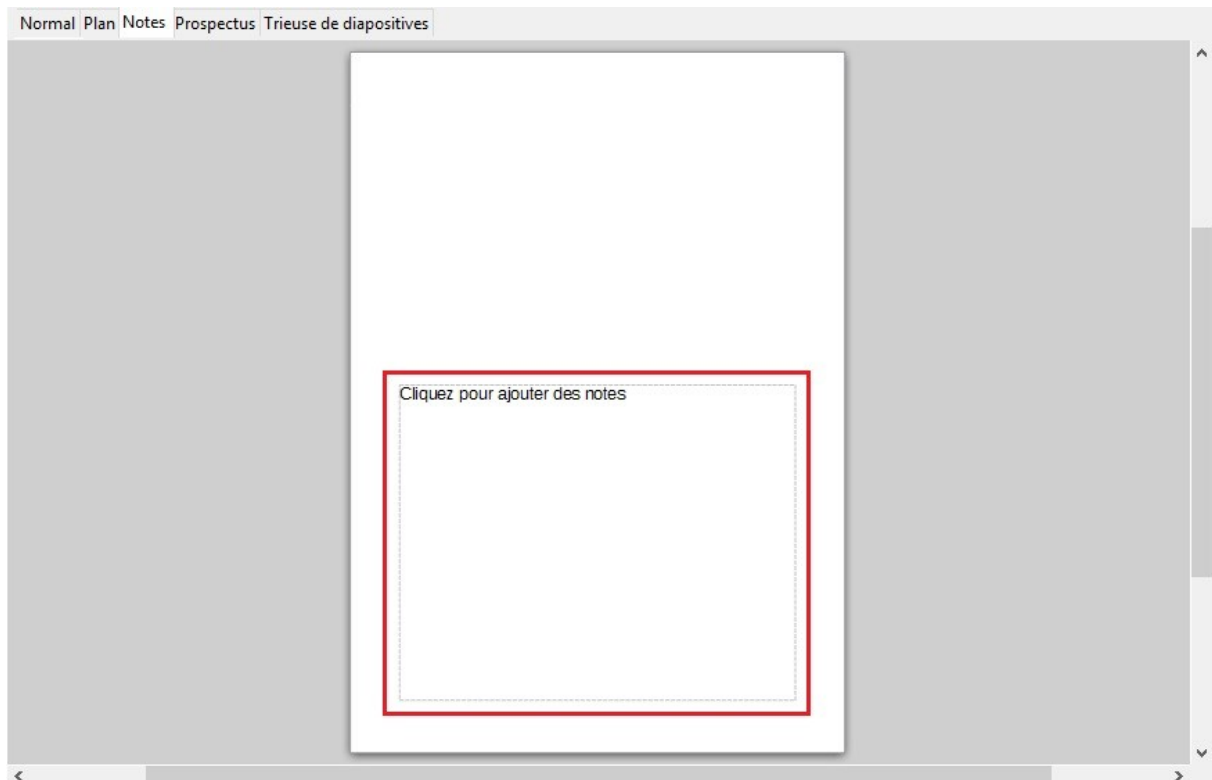 Normal Plan Notes Prospectus Trieuse de diapositives
Cliquez pour ajouter des notes